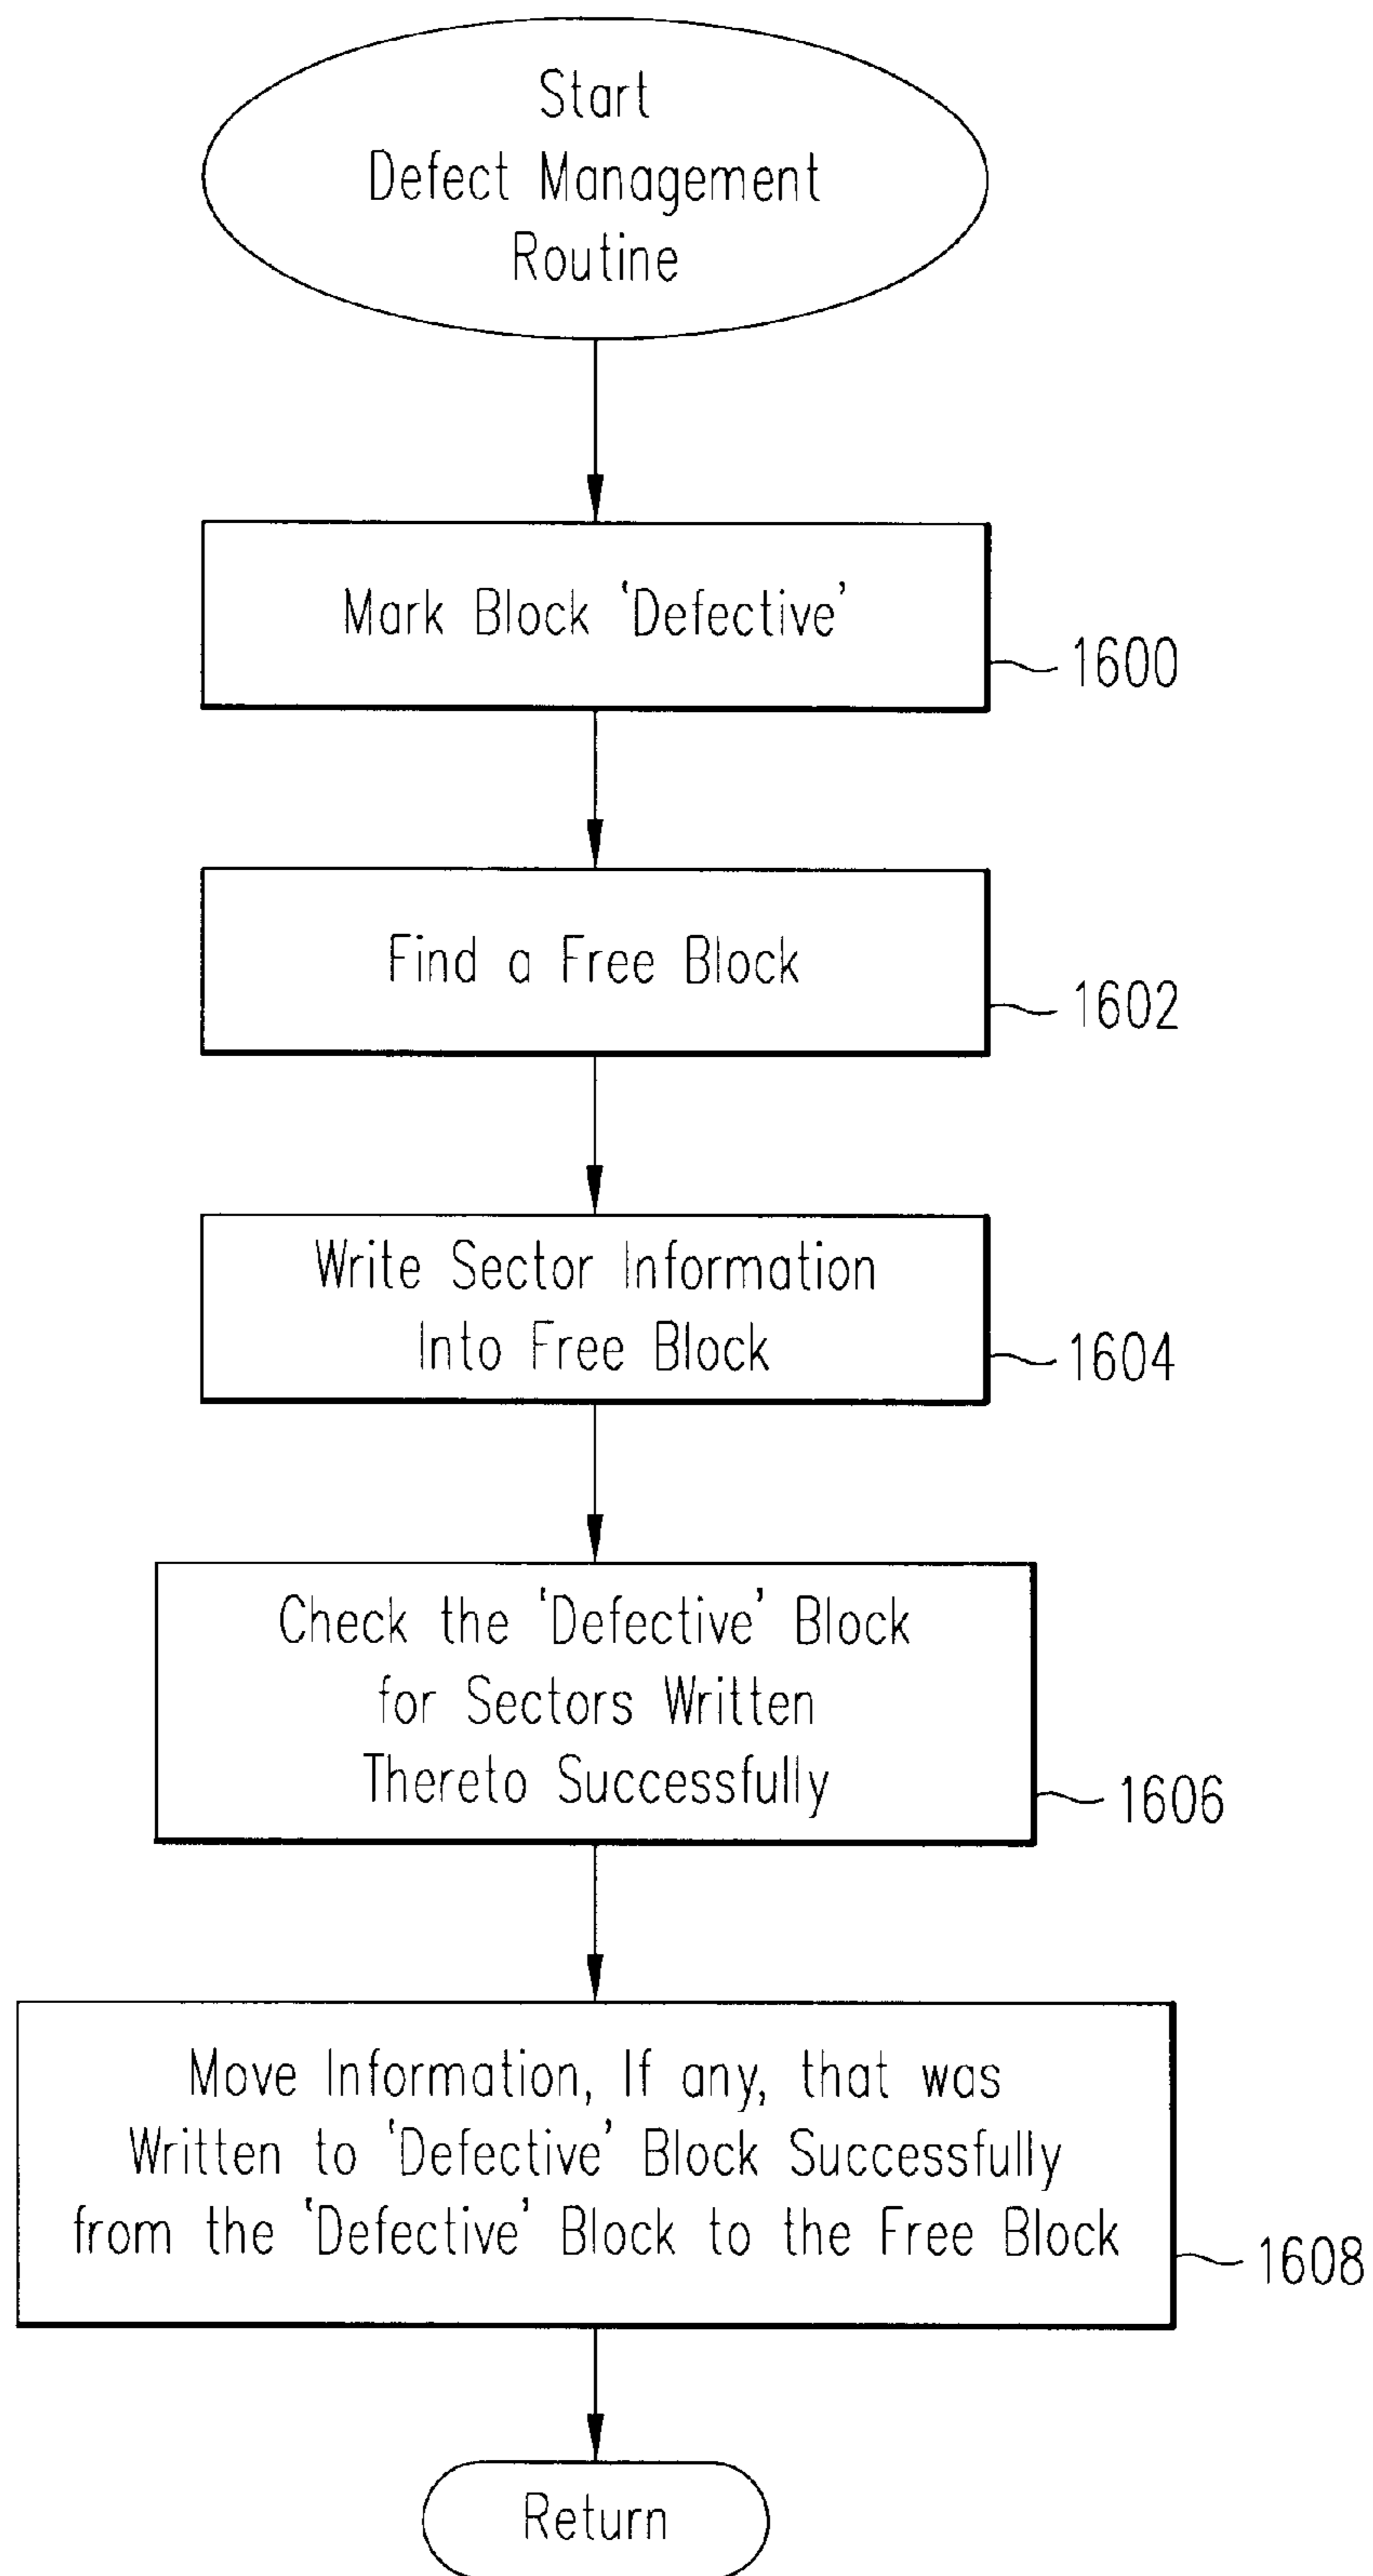 Start
Defect Management
Routine
Mark Block 'Defective'
1600
Find a Free Block
1602
Write Sector Information
Into Free Block
1604
Check the 'Defective' Block
for Sectors Written
Thereto Successfully
1606
Move Information, If any, that was
Written to 'Defective' Block Successfully
from the 'Defective' Block to the Free Block
1608
Return